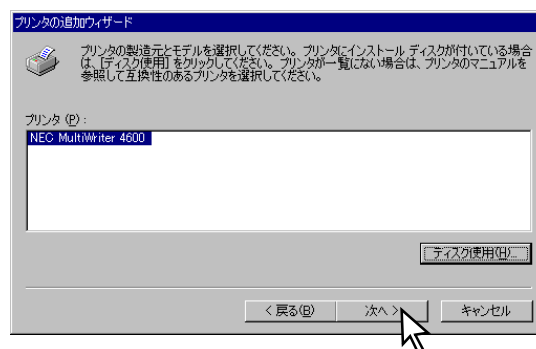 プリンタの追加ウィザード
プリンタの製造元とモデルを選択してください。プリンタにインストール ディスクが付いている場合
は、[ディスク使用] をクリックしてください。プリンタが一覧にない場合は、プリンタのマニュアルを
参照して互換性のあるプリンタを選択してください。
プリンタ (P) :
NEC MultiWriter 4600
ディスク使用(H)...
< 戻る(B)
次へ >
キャンセル